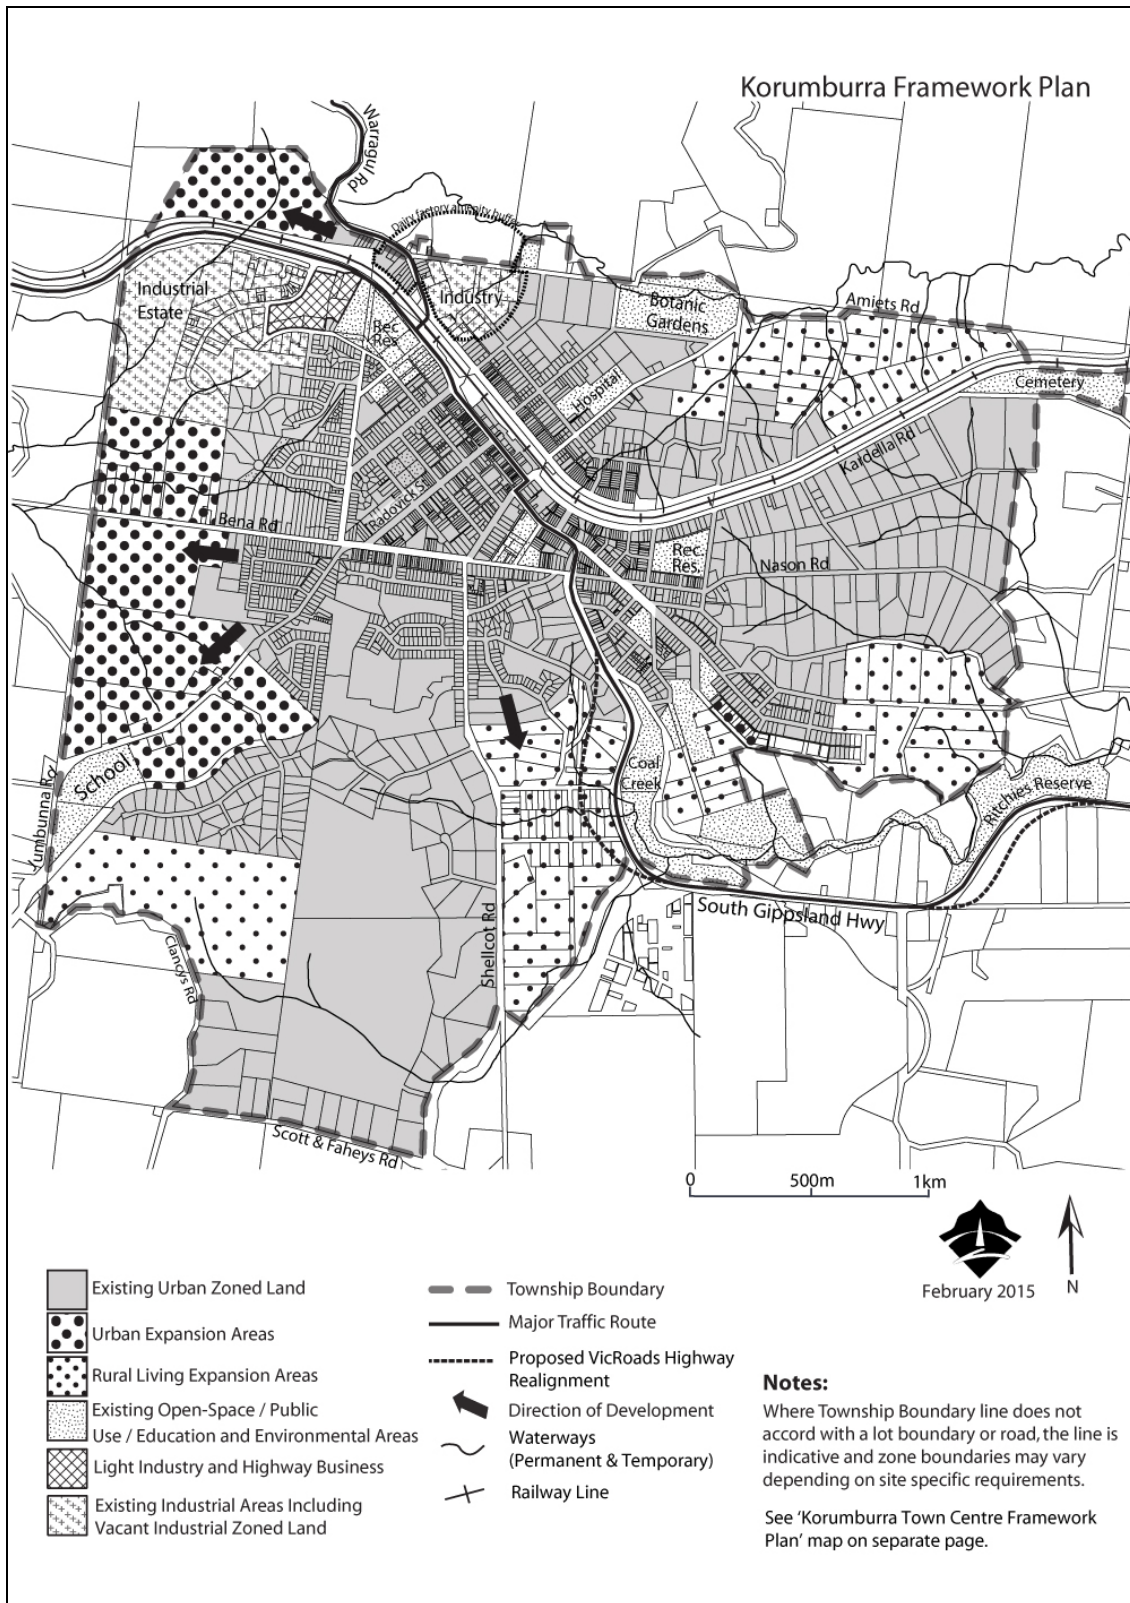 Korumburra Framework Plan
Warragul Rd
Dairy factory amenity buffer
Industrial
Estate
Industry
Rec
Res
Botanic
Gardens
Amiets Rd
Cemetery
Hospital
Kardella Rd
Radovick St
Bena Rd
Rec.
Res.
Nason Rd
Coal
Creek
School
Jumbunna Rd
Ritchies Reserve
South Gippsland Hwy
Shellcot Rd
Clancys Rd
Scott & Faheys Rd
0 500m 1km
February 2015
N
Existing Urban Zoned Land
Urban Expansion Areas
Rural Living Expansion Areas
Existing Open-Space / Public
Use / Education and Environmental Areas
Light Industry and Highway Business
Existing Industrial Areas Including
Vacant Industrial Zoned Land
Township Boundary
Major Traffic Route
Proposed VicRoads Highway
Realignment
Direction of Development
Waterways
(Permanent & Temporary)
Railway Line
Notes:
Where Township Boundary line does not
accord with a lot boundary or road, the line is
indicative and zone boundaries may vary
depending on site specific requirements.
See 'Korumburra Town Centre Framework
Plan' map on separate page.